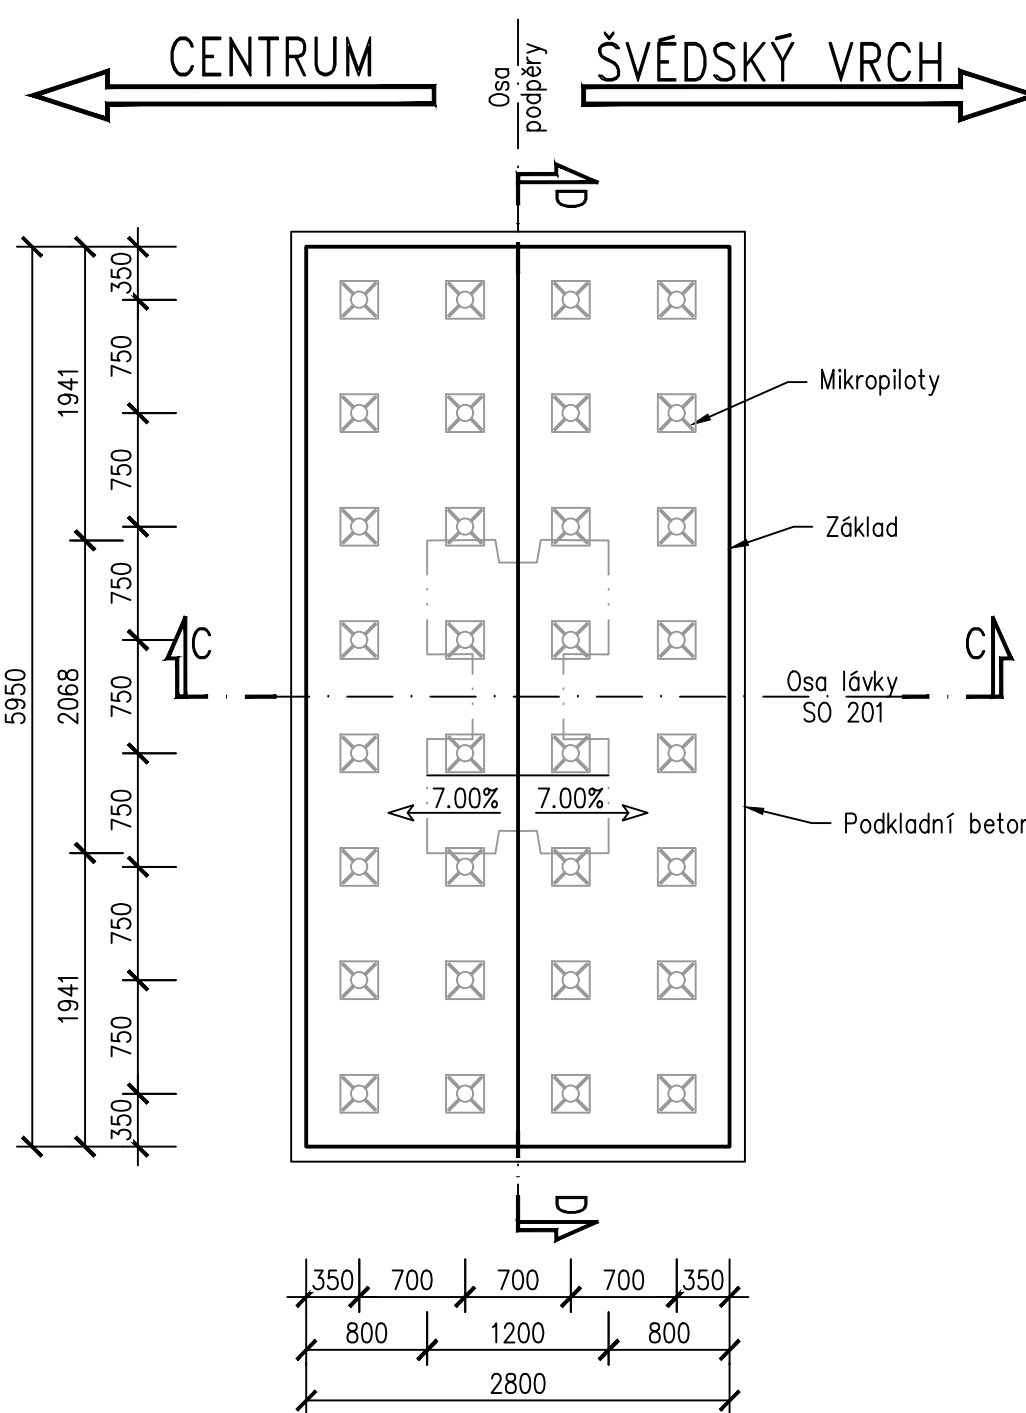 CENTRUM
Osa
podpěry
ŠVÉDSKÝ VRCH
D
350
750
1941
750
750
5950
2068
750
750
750
1941
750
350
Mikropiloty
Základ
C
C
Osa lávky
SO 201
7.00%
7.00%
Podkladní beton
D
350
700
700
700
350
800
1200
800
2800